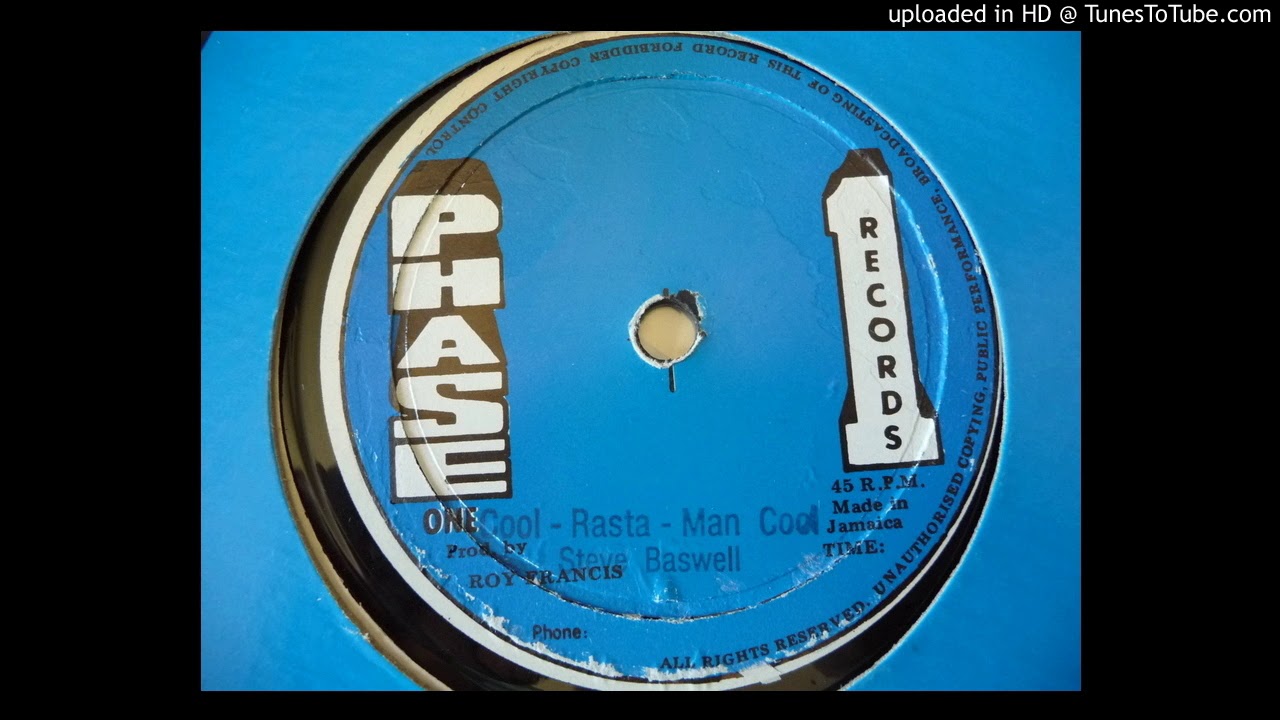 uploaded in HD @ TunesToTube.com
COPYRIGHT CONTROL
BROADCASTING OF THIS RECORD FORBIDDEN
ALL RIGHTS RESERVED. UNAUTHORISED COPYING, PUBLIC PERFORMANCE,
PHASE
ONE
RECORDS
45 R.P.M.
Made in
Jamaica
TIME:
Cool - Rasta - Man Cool
Steve Baswell
Prod. by
ROY FRANCIS
Phone: